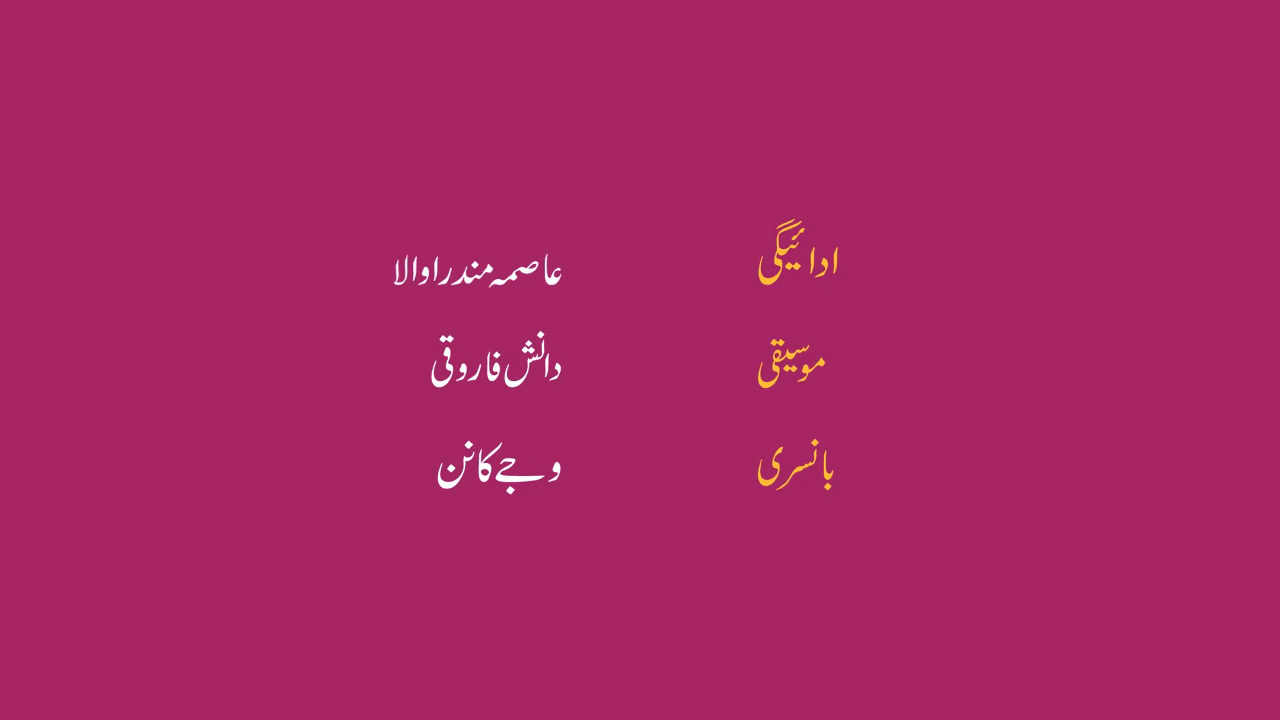 ادائیگی عاصمہ مندراوالا
موسیقی دانش فاروقی
بانسری وجے کانن